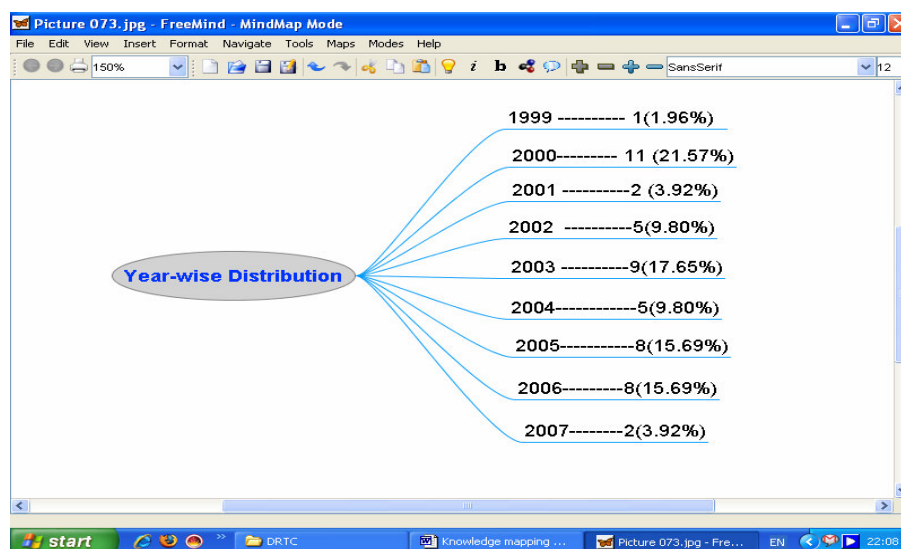 Picture 073.jpg - FreeMind - MindMap Mode
File Edit View Insert Format Navigate Tools Maps Modes Help
150% i b SansSerif 12
1999 ---------- 1(1.96%)
2000--------- 11 (21.57%)
2001 ----------2 (3.92%)
2002 ----------5(9.80%)
Year-wise Distribution
2003 ----------9(17.65%)
2004------------5(9.80%)
2005-----------8(15.69%)
2006---------8(15.69%)
2007--------2(3.92%)
start DRTC Knowledge mapping ... Picture 073.jpg - Fre... EN 22:08